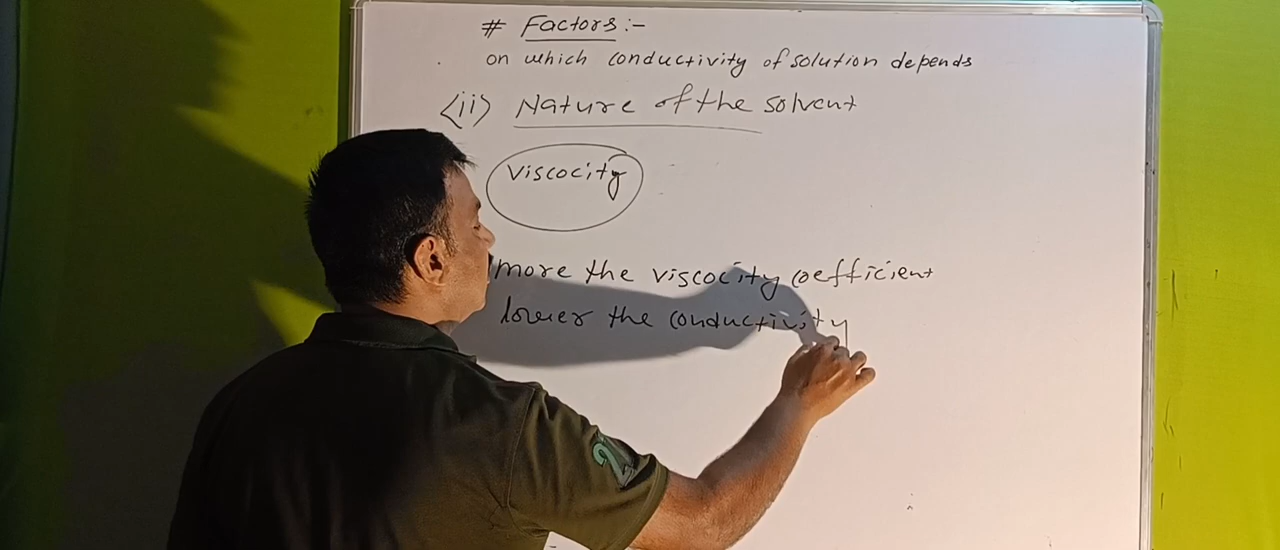 # Factors :-
on which conductivity of solution depends
(ii) Nature of the solvent
Viscocity
more the viscocity coefficient
lower the conductivity
2